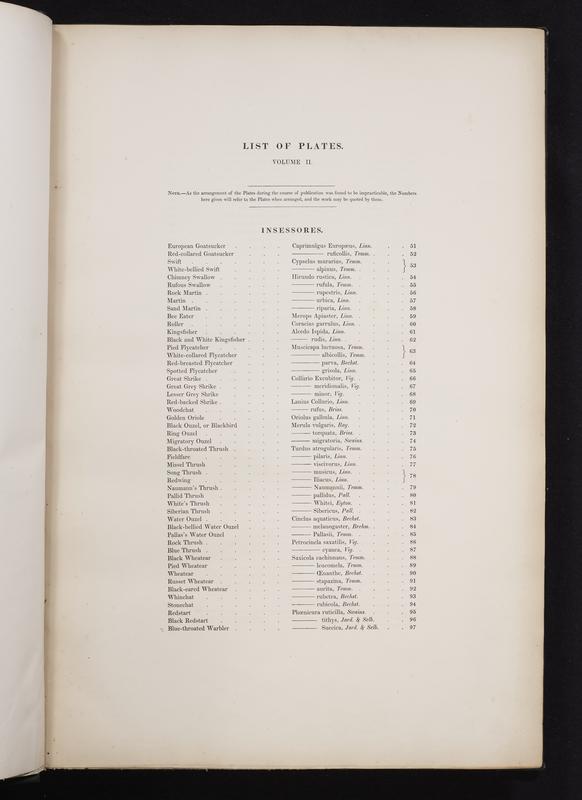 LIST OF PLATES.
VOLUME II.
NOTE.—As the arrangement of the Plates during the course of publication was found to be impracticable, the Numbers
here given will refer to the Plates when arranged, and the work may be quoted by them.
INSESSORES.
European Goatsucker . . . . Caprimulgus Europæus, Linn. . . 51
Red-collared Goatsucker . . . ——— ruficollis, Temm. . . 52
Swift . . . . Cypselus murarius, Temm. . } 53
White-bellied Swift . . . ——— alpinus, Temm. . }
Chimney Swallow . . . . Hirundo rustica, Linn. . . 54
Rufous Swallow . . . . ——— rufula, Temm. . . 55
Rock Martin . . . . ——— rupestris, Linn. . . 56
Martin . . . . ——— urbica, Linn. . . 57
Sand Martin . . . . ——— riparia, Linn. . . 58
Bee Eater . . . . Merops Apiaster, Linn. . . 59
Roller . . . . Coracias garrulus, Linn. . . 60
Kingsfisher . . . . Alcedo Ispida, Linn. . . 61
Black and White Kingsfisher . . . ——— rudis, Linn. . . 62
Pied Flycatcher . . . . Muscicapa luctuosa, Temm. . } 63
White-collared Flycatcher . . . ——— albicollis, Temm. . }
Red-breasted Flycatcher . . . ——— parva, Bechst. . . 64
Spotted Flycatcher . . . . ——— grisola, Linn. . . 65
Great Shrike . . . . Collurio Excubitor, Vig. . . 66
Great Grey Shrike . . . . ——— meridionalis, Vig. . . 67
Lesser Grey Shrike . . . . ——— minor, Vig. . . 68
Red-backed Shrike . . . . Lanius Collurio, Linn. . . 69
Woodchat . . . . ——— rufus, Briss. . . 70
Golden Oriole . . . . Oriolus galbula, Linn. . . 71
Black Ouzel, or Blackbird . . . Merula vulgaris, Ray. . . 72
Ring Ouzel . . . . ——— torquata, Briss. . . 73
Migratory Ouzel . . . . ——— migratoria, Swains. . . 74
Black-throated Thrush . . . Turdus atrogularis, Temm. . . 75
Fieldfare . . . . ——— pilaris, Linn. . . 76
Missel Thrush . . . . ——— viscivorus, Linn. . . 77
Song Thrush . . . . ——— musicus, Linn. . } 78
Redwing . . . . ——— Iliacus, Linn. . }
Naumann's Thrush . . . . ——— Naumannii, Temm. . . 79
Pallid Thrush . . . . ——— pallidus, Pall. . . 80
White's Thrush . . . . ——— Whitei, Eyton. . . 81
Siberian Thrush . . . . ——— Sibericus, Pall. . . 82
Water Ouzel . . . . Cinclus aquaticus, Bechst. . . 83
Black-bellied Water Ouzel . . . ——— melanogaster, Brehm. . . 84
Pallas's Water Ouzel . . . ——— Pallasii, Temm. . . 85
Rock Thrush . . . . Petrocincla saxatilis, Vig. . . 86
Blue Thrush . . . . ——— cyanea, Vig. . . 87
Black Wheatear . . . . Saxicola cachinnans, Temm. . . 88
Pied Wheatear . . . . ——— leucomela, Temm. . . 89
Wheatear . . . . ——— Œnanthe, Bechst. . . 90
Russet Wheatear . . . . ——— stapazina, Temm. . . 91
Black-eared Wheatear . . . ——— aurita, Temm. . . 92
Whinchat . . . . ——— rubetra, Bechst. . . 93
Stonechat . . . . ——— rubicola, Bechst. . . 94
Redstart . . . . Phœnicura ruticilla, Swains. . . 95
Black Redstart . . . . ——— tithys, Jard. & Selb. . . 96
Blue-throated Warbler . . . ——— Suecica, Jard. & Selb. . . 97